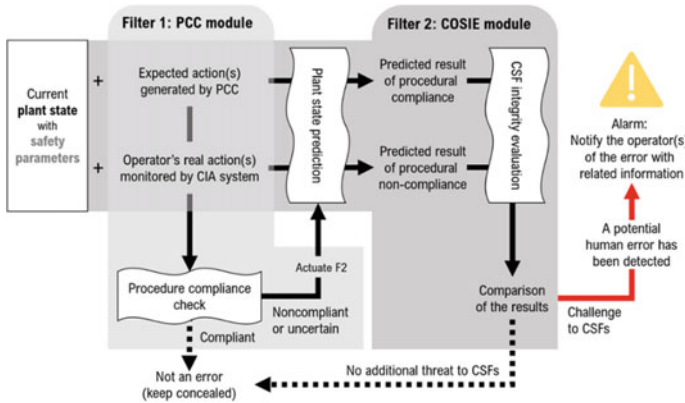 Filter 1: PCC module
Filter 2: COSIE module
Current
plant state
with
safety
parameters
+
Expected action(s)
generated by PCC
+
Operator's real action(s)
monitored by CIA system
Plant state prediction
Predicted result
of procedural
compliance
Predicted result
of procedural
non-compliance
CSF integrity evaluation
Alarm:
Notify the operator(s)
of the error with
related information
A potential
human error has
been detected
Actuate F2
Procedure compliance
check
Noncompliant
or uncertain
Compliant
Comparison
of the results
Challenge
to CSFs
No additional threat to CSFs
Not an error
(keep concealed)